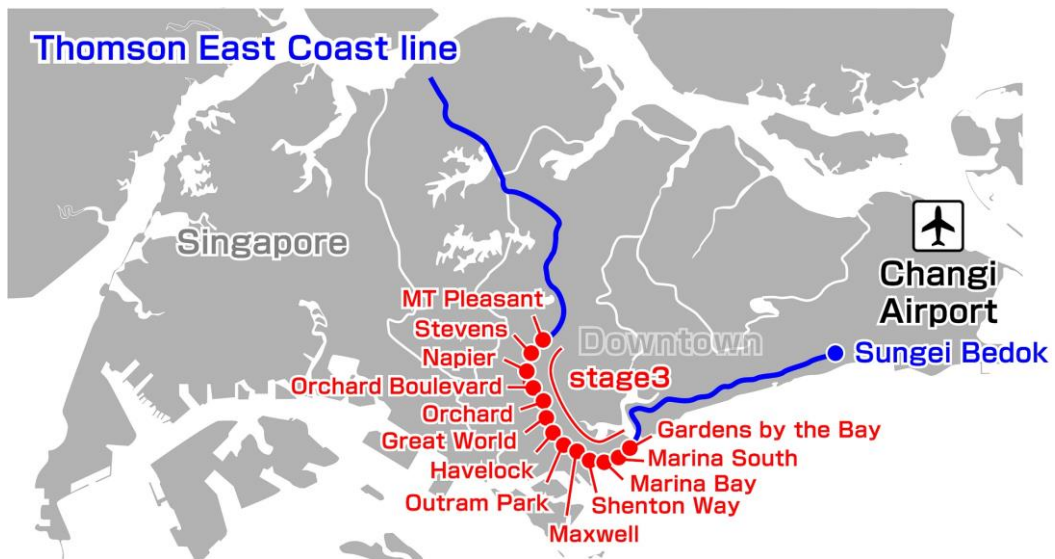 Thomson East Coast line
Singapore
Changi
Airport
MT Pleasant
Stevens
Downtown
Napier
Sungei Bedok
Orchard Boulevard
stage3
Orchard
Great World
Gardens by the Bay
Havelock
Marina South
Outram Park
Marina Bay
Shenton Way
Maxwell